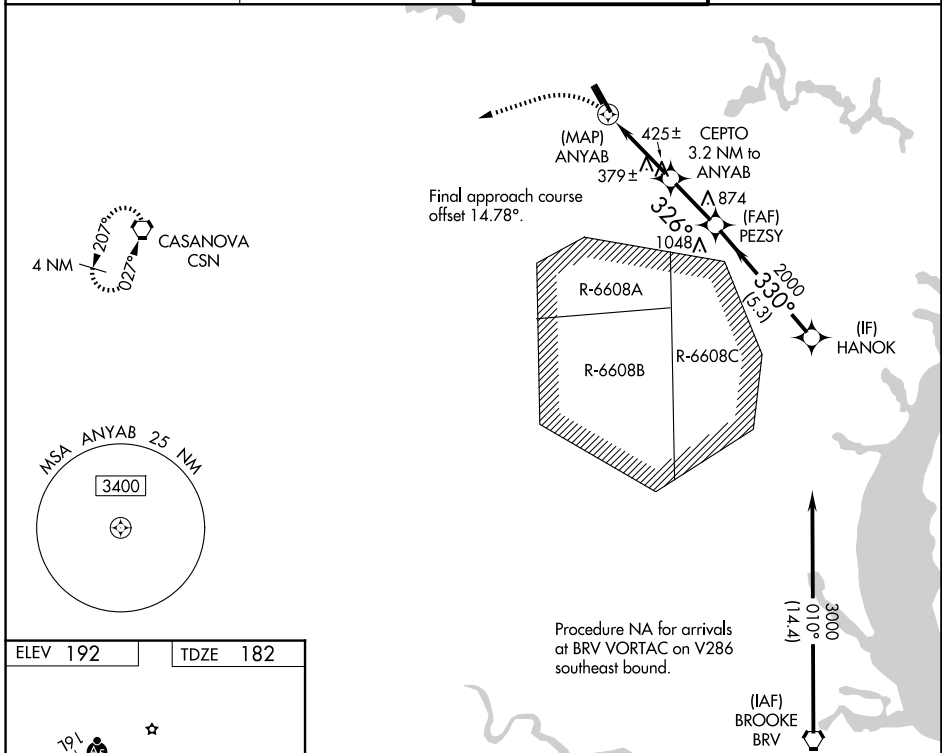 (MAP)
ANYAB
425±
CEPTO
3.2 NM to
ANYAB
379±
874
Final approach course
offset 14.78°.
326°
(FAF)
PEZSY
1048
207°
027°
4 NM
CASANOVA
CSN
2000
330°
(5.3)
R-6608A
(IF)
HANOK
R-6608B
R-6608C
MSA ANYAB 25 NM
3400
3000
010°
(14.4)
Procedure NA for arrivals
at BRV VORTAC on V286
southeast bound.
ELEV 192
TDZE 182
(IAF)
BROOKE
BRV
16L